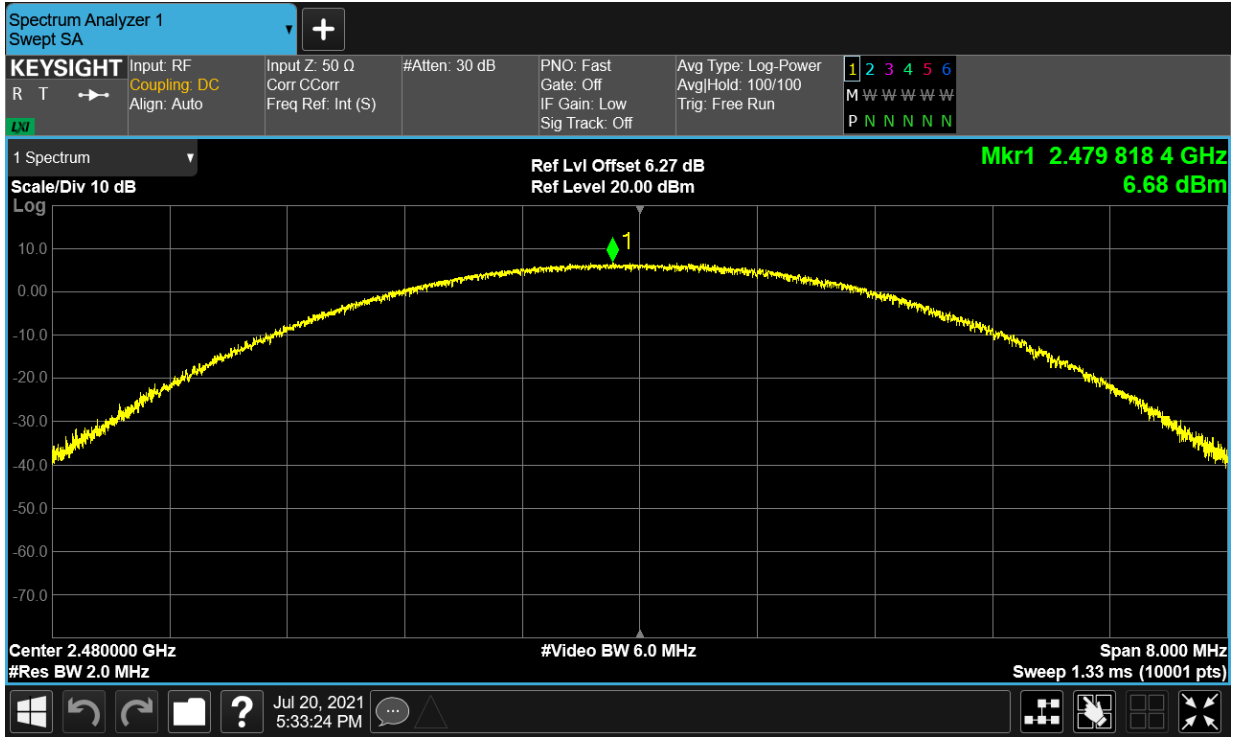 Spectrum Analyzer 1
Swept SA
+
KEYSIGHT
R T
LXI
Input: RF
Coupling: DC
Align: Auto
Input Z: 50 Ω
Corr CCorr
Freq Ref: Int (S)
#Atten: 30 dB
PNO: Fast
Gate: Off
IF Gain: Low
Sig Track: Off
Avg Type: Log-Power
Avg|Hold: 100/100
Trig: Free Run
1 2 3 4 5 6
M W W W W W
P N N N N N
1 Spectrum
Scale/Div 10 dB
Log
Ref Lvl Offset 6.27 dB
Ref Level 20.00 dBm
Mkr1 2.479 818 4 GHz
6.68 dBm
1
10.0
0.00
-10.0
-20.0
-30.0
-40.0
-50.0
-60.0
-70.0
Center 2.480000 GHz
#Res BW 2.0 MHz
#Video BW 6.0 MHz
Span 8.000 MHz
Sweep 1.33 ms (10001 pts)
?
Jul 20, 2021
5:33:24 PM